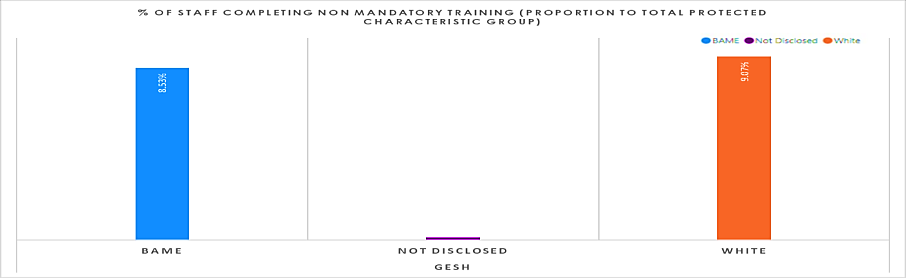 % OF STAFF COMPLETING NON MANDATORY TRAINING (PROPORTION TO TOTAL PROTECTED
CHARACTERISTIC GROUP)
BAME Not Disclosed White
8.53%
9.07%
BAME NOT DISCLOSED WHITE
GESH